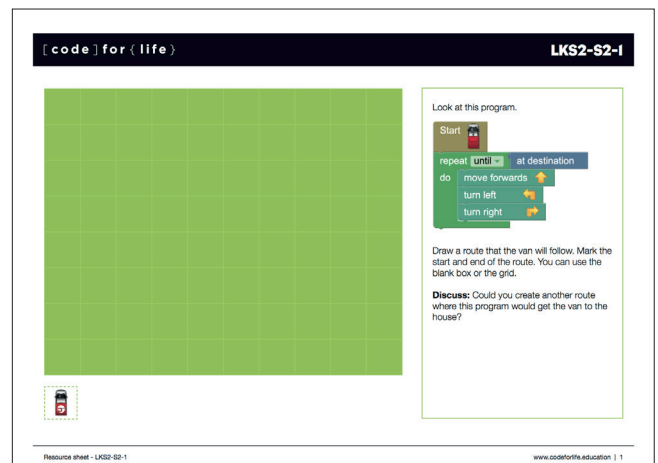 [code]for{life}
LKS2-S2-1
Look at this program.
Start
repeat until at destination
do move forwards
turn left
turn right
Draw a route that the van will follow. Mark the
start and end of the route. You can use the
blank box or the grid.
Discuss: Could you create another route
where this program would get the van to the
house?
Resource sheet - LKS2-S2-1
www.codeforlife.education | 1